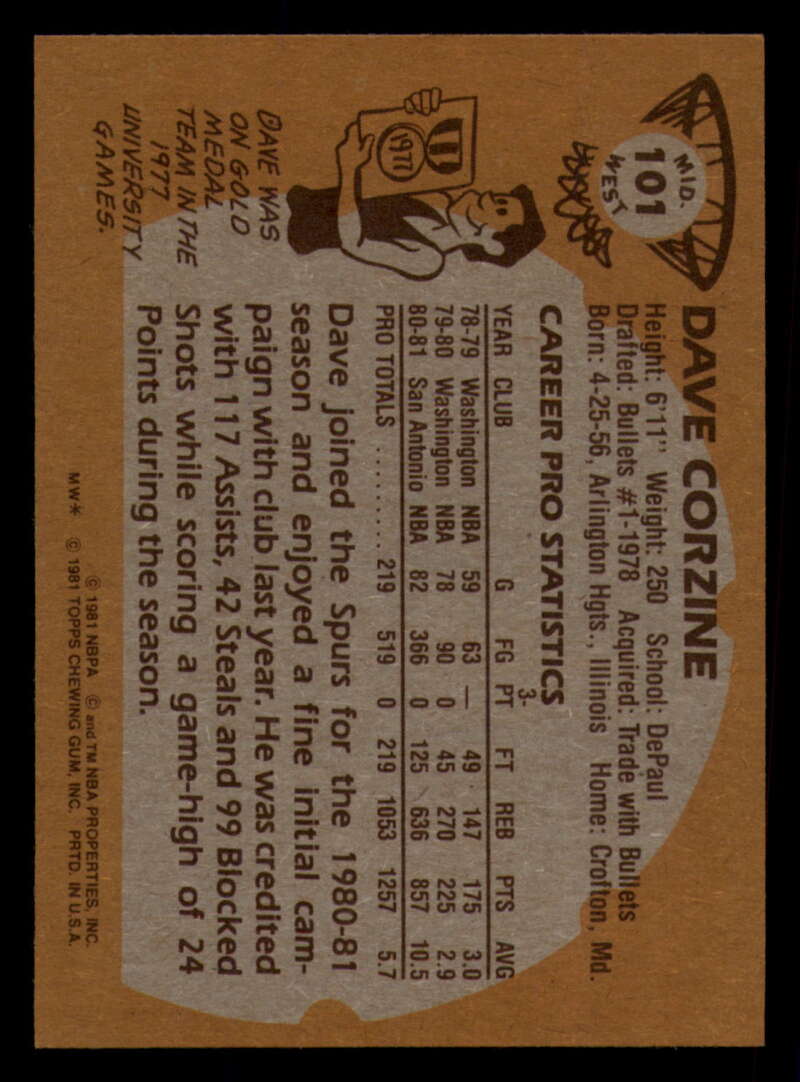 MID.
101
WEST
DAVE CORZINE
Height: 6'11" Weight: 250 School: DePaul
Drafted: Bullets #1-1978 Acquired: Trade with Bullets
Born: 4-25-56, Arlington Hgts., Illinois Home: Crofton, Md.
CAREER PRO STATISTICS
YEAR CLUB G FG 3-PT FT REB PTS AVG
78-79 Washington NBA 59 63 — 49 147 175 3.0
79-80 Washington NBA 78 90 0 45 270 225 2.9
80-81 San Antonio NBA 82 366 0 125 636 857 10.5
PRO TOTALS .......... 219 519 0 219 1053 1257 5.7
Dave joined the Spurs for the 1980-81
season and enjoyed a fine initial cam-
paign with club last year. He was credited
with 117 Assists, 42 Steals and 99 Blocked
Shots while scoring a game-high of 24
Points during the season.
1977
DAVE WAS
ON GOLD
MEDAL
TEAM IN THE
1977
UNIVERSITY
GAMES.
© 1981 NBPA © and TM NBA PROPERTIES, INC.
MW* © 1981 TOPPS CHEWING GUM, INC. PRTD. IN U.S.A.